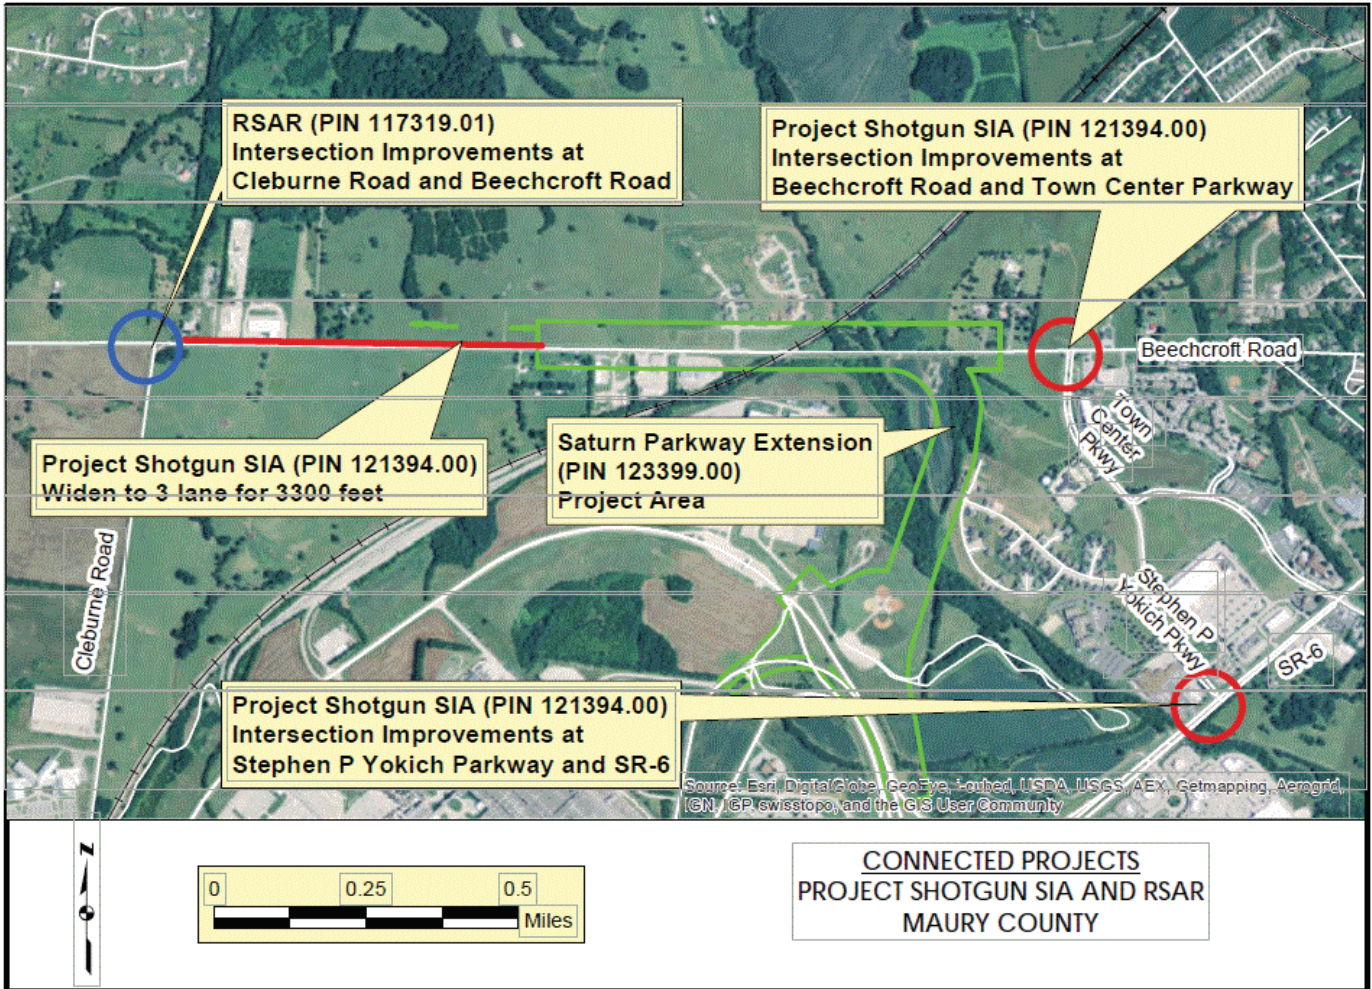 RSAR (PIN 117319.01)
Intersection Improvements at
Cleburne Road and Beechcroft Road
Project Shotgun SIA (PIN 121394.00)
Intersection Improvements at
Beechcroft Road and Town Center Parkway
Beechcroft Road
Town
Center
Pkwy
Project Shotgun SIA (PIN 121394.00)
Widen to 3 lane for 3300 feet
Saturn Parkway Extension
(PIN 123399.00)
Project Area
Cleburne Road
Stephen P
Yokich Pkwy
SR-6
Project Shotgun SIA (PIN 121394.00)
Intersection Improvements at
Stephen P Yokich Parkway and SR-6
Source: Esri, DigitalGlobe, GeoEye, i-cubed, USDA, USGS, AEX, Getmapping, Aerogrid,
IGN, IGP, swisstopo, and the GIS User Community
N
0 0.25 0.5
Miles
CONNECTED PROJECTS
PROJECT SHOTGUN SIA AND RSAR
MAURY COUNTY